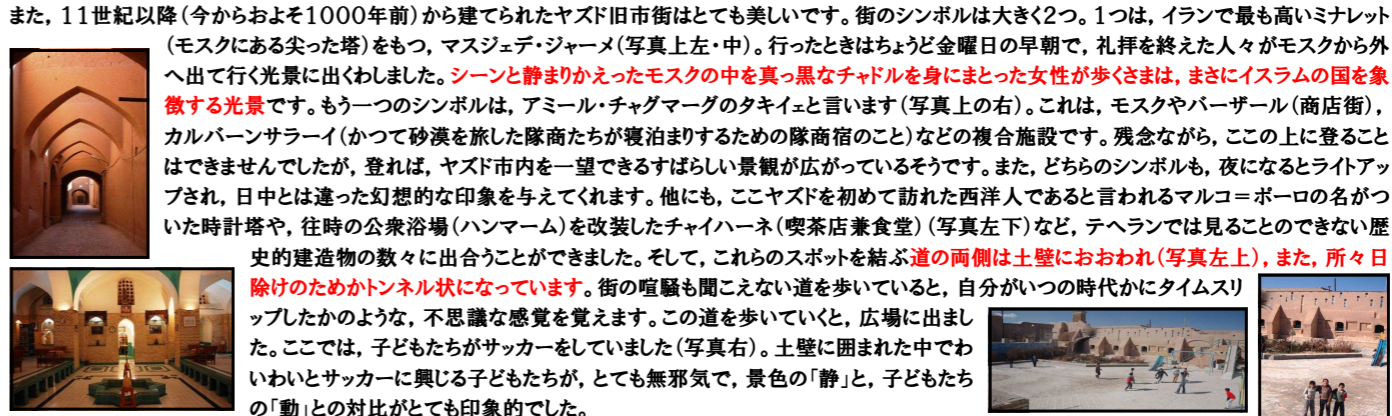 また，11世紀以降（今からおよそ1000年前）から建てられたヤズド旧市街はとても美しいです。街のシンボルは大きく2つ。1つは，イランで最も高いミナレット
（モスクにある尖った塔）をもつ，マスジェデ・ジャーメ（写真上左・中）。行ったときはちょうど金曜日の早朝で，礼拝を終えた人々がモスクから外
へ出て行く光景に出くわしました。シーンと静まりかえったモスクの中を真っ黒なチャドルを身にまとった女性が歩くさまは，まさにイスラムの国を象
徴する光景です。もう一つのシンボルは，アミール・チャグマーグのタキイェと言います（写真上の右）。これは，モスクやバーザール（商店街），
カルバーンサラーイ（かつて砂漠を旅した隊商たちが寝泊まりするための隊商宿のこと）などの複合施設です。残念ながら，ここの上に登ること
はできませんでしたが，登れば，ヤズド市内を一望できるすばらしい景観が広がっているそうです。また，どちらのシンボルも，夜になるとライトアッ
プされ，日中とは違った幻想的な印象を与えてくれます。他にも，ここヤズドを初めて訪れた西洋人であると言われるマルコ＝ポーロの名がつ
いた時計塔や，往時の公衆浴場（ハンマーム）を改装したチャイハーネ（喫茶店兼食堂）（写真左下）など，テヘランでは見ることのできない歴
史的建造物の数々に出合うことができました。そして，これらのスポットを結ぶ道の両側は土壁におおわれ（写真左上），また，所々日
除けのためかトンネル状になっています。街の喧騒も聞こえない道を歩いていると，自分がいつの時代かにタイムスリ
ップしたかのような，不思議な感覚を覚えます。この道を歩いていくと，広場に出まし
た。ここでは，子どもたちがサッカーをしていました（写真右）。土壁に囲まれた中でわ
いわいとサッカーに興じる子どもたちが，とても無邪気で，景色の「静」と，子どもたち
の「動」との対比がとても印象的でした。